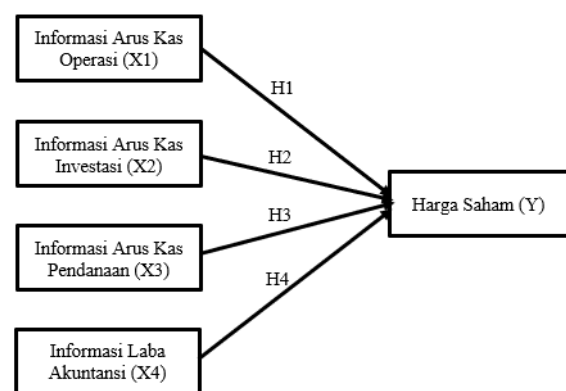 Informasi Arus Kas
Operasi (X1)
H1
Informasi Arus Kas
Investasi (X2)
H2
Harga Saham (Y)
H3
Informasi Arus Kas
Pendanaan (X3)
H4
Informasi Laba
Akuntansi (X4)